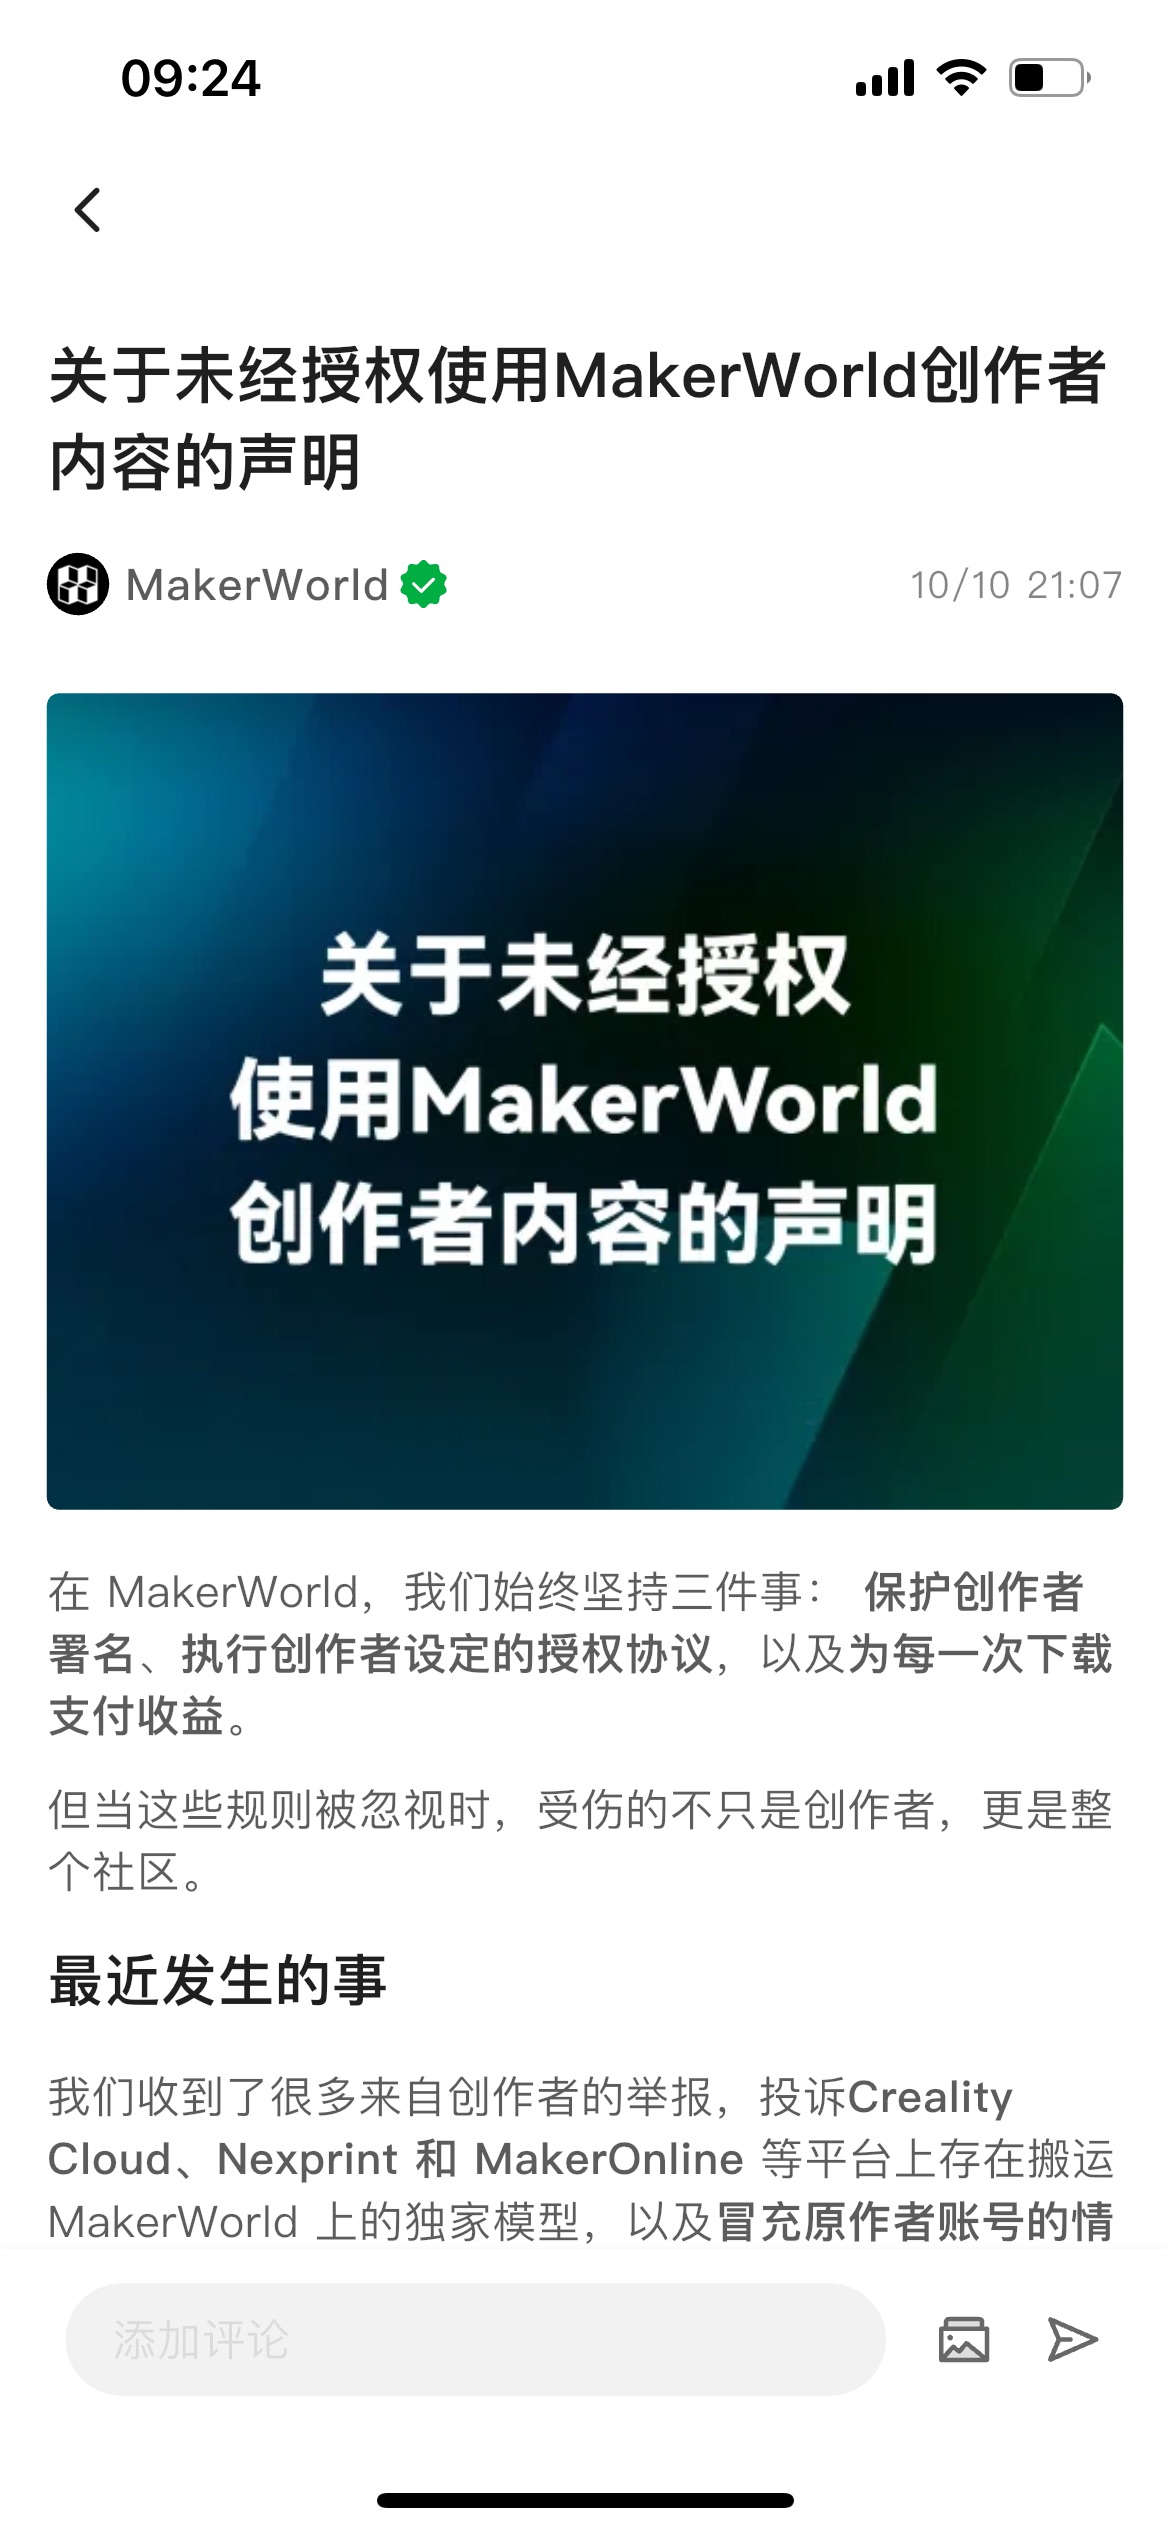 09:24
关于未经授权使用MakerWorld创作者
内容的声明
MakerWorld
10/10 21:07
关于未经授权
使用MakerWorld
创作者内容的声明
在 MakerWorld，我们始终坚持三件事： 保护创作者
署名、执行创作者设定的授权协议，以及为每一次下载
支付收益。
但当这些规则被忽视时，受伤的不只是创作者，更是整
个社区。
最近发生的事
我们收到了很多来自创作者的举报，投诉Creality
Cloud、Nexprint 和 MakerOnline 等平台上存在搬运
MakerWorld 上的独家模型，以及冒充原作者账号的情
添加评论